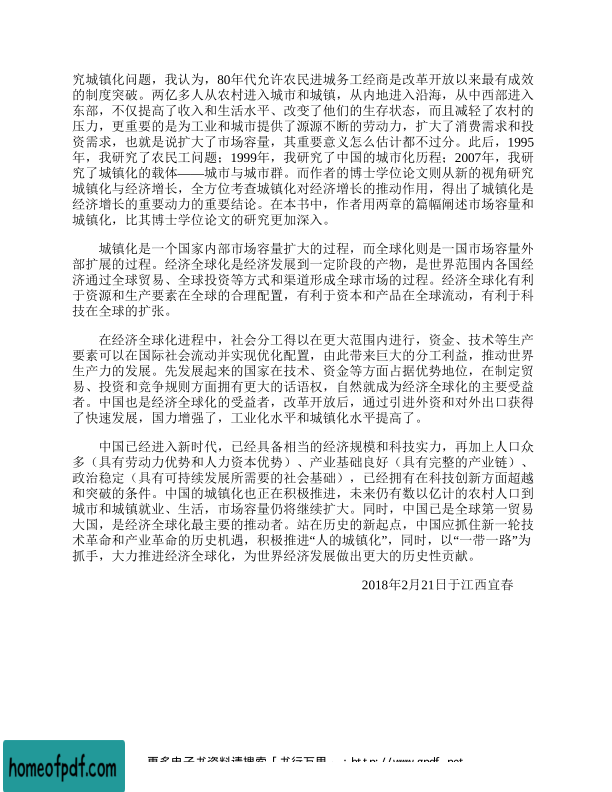 究城镇化问题，我认为，80年代允许农民进城务工经商是改革开放以来最有成效
的制度突破。两亿多人从农村进入城市和城镇，从内地进入沿海，从中西部进入
东部，不仅提高了收入和生活水平、改变了他们的生存状态，而且减轻了农村的
压力，更重要的是为工业和城市提供了源源不断的劳动力，扩大了消费需求和投
资需求，也就是说扩大了市场容量，其重要意义怎么估计都不过分。此后，1995
年，我研究了农民工问题；1999年，我研究了中国的城市化历程；2007年，我研
究了城镇化的载体——城市与城市群。而作者的博士学位论文则从新的视角研究
城镇化与经济增长，全方位考查城镇化对经济增长的推动作用，得出了城镇化是
经济增长的重要动力的重要结论。在本书中，作者用两章的篇幅阐述市场容量和
城镇化，比其博士学位论文的研究更加深入。
城镇化是一个国家内部市场容量扩大的过程，而全球化则是一国市场容量外
部扩展的过程。经济全球化是经济发展到一定阶段的产物，是世界范围内各国经
济通过全球贸易、全球投资等方式和渠道形成全球市场的过程。经济全球化有利
于资源和生产要素在全球的合理配置，有利于资本和产品在全球流动，有利于科
技在全球的扩张。
在经济全球化进程中，社会分工得以在更大范围内进行，资金、技术等生产
要素可以在国际社会流动并实现优化配置，由此带来巨大的分工利益，推动世界
生产力的发展。先发展起来的国家在技术、资金等方面占据优势地位，在制定贸
易、投资和竞争规则方面拥有更大的话语权，自然就成为经济全球化的主要受益
者。中国也是经济全球化的受益者，改革开放后，通过引进外资和对外出口获得
了快速发展，国力增强了，工业化水平和城镇化水平提高了。
中国已经进入新时代，已经具备相当的经济规模和科技实力，再加上人口众
多（具有劳动力优势和人力资本优势）、产业基础良好（具有完整的产业链）、
政治稳定（具有可持续发展所需要的社会基础），已经拥有在科技创新方面超越
和突破的条件。中国的城镇化也正在积极推进，未来仍有数以亿计的农村人口到
城市和城镇就业、生活，市场容量仍将继续扩大。同时，中国已是全球第一贸易
大国，是经济全球化最主要的推动者。站在历史的新起点，中国应抓住新一轮技
术革命和产业革命的历史机遇，积极推进“人的城镇化”，同时，以“一带一路”为
抓手，大力推进经济全球化，为世界经济发展做出更大的历史性贡献。
2018年2月21日于江西宜春
homeofpdf.com